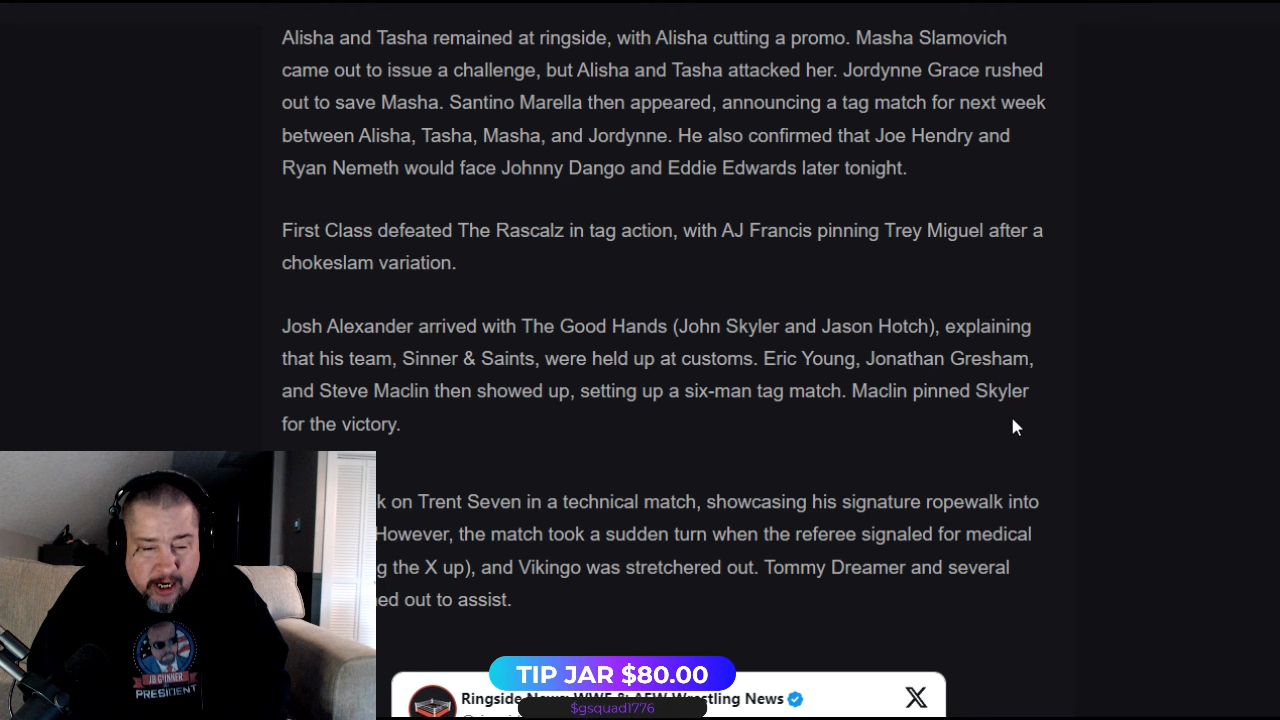 Alisha and Tasha remained at ringside, with Alisha cutting a promo. Masha Slamovich
came out to issue a challenge, but Alisha and Tasha attacked her. Jordynne Grace rushed
out to save Masha. Santino Marella then appeared, announcing a tag match for next week
between Alisha, Tasha, Masha, and Jordynne. He also confirmed that Joe Hendry and
Ryan Nemeth would face Johnny Dango and Eddie Edwards later tonight.
First Class defeated The Rascalz in tag action, with AJ Francis pinning Trey Miguel after a
chokeslam variation.
Josh Alexander arrived with The Good Hands (John Skyler and Jason Hotch), explaining
that his team, Sinner & Saints, were held up at customs. Eric Young, Jonathan Gresham,
and Steve Maclin then showed up, setting up a six-man tag match. Maclin pinned Skyler
for the victory.
k on Trent Seven in a technical match, showcasing his signature ropewalk into
However, the match took a sudden turn when the referee signaled for medical
g the X up), and Vikingo was stretchered out. Tommy Dreamer and several
ed out to assist.
JB GUNNER
PRESIDENT
TIP JAR $80.00
Ringside News: WWE & AEW Wrestling News
$gsquad1776